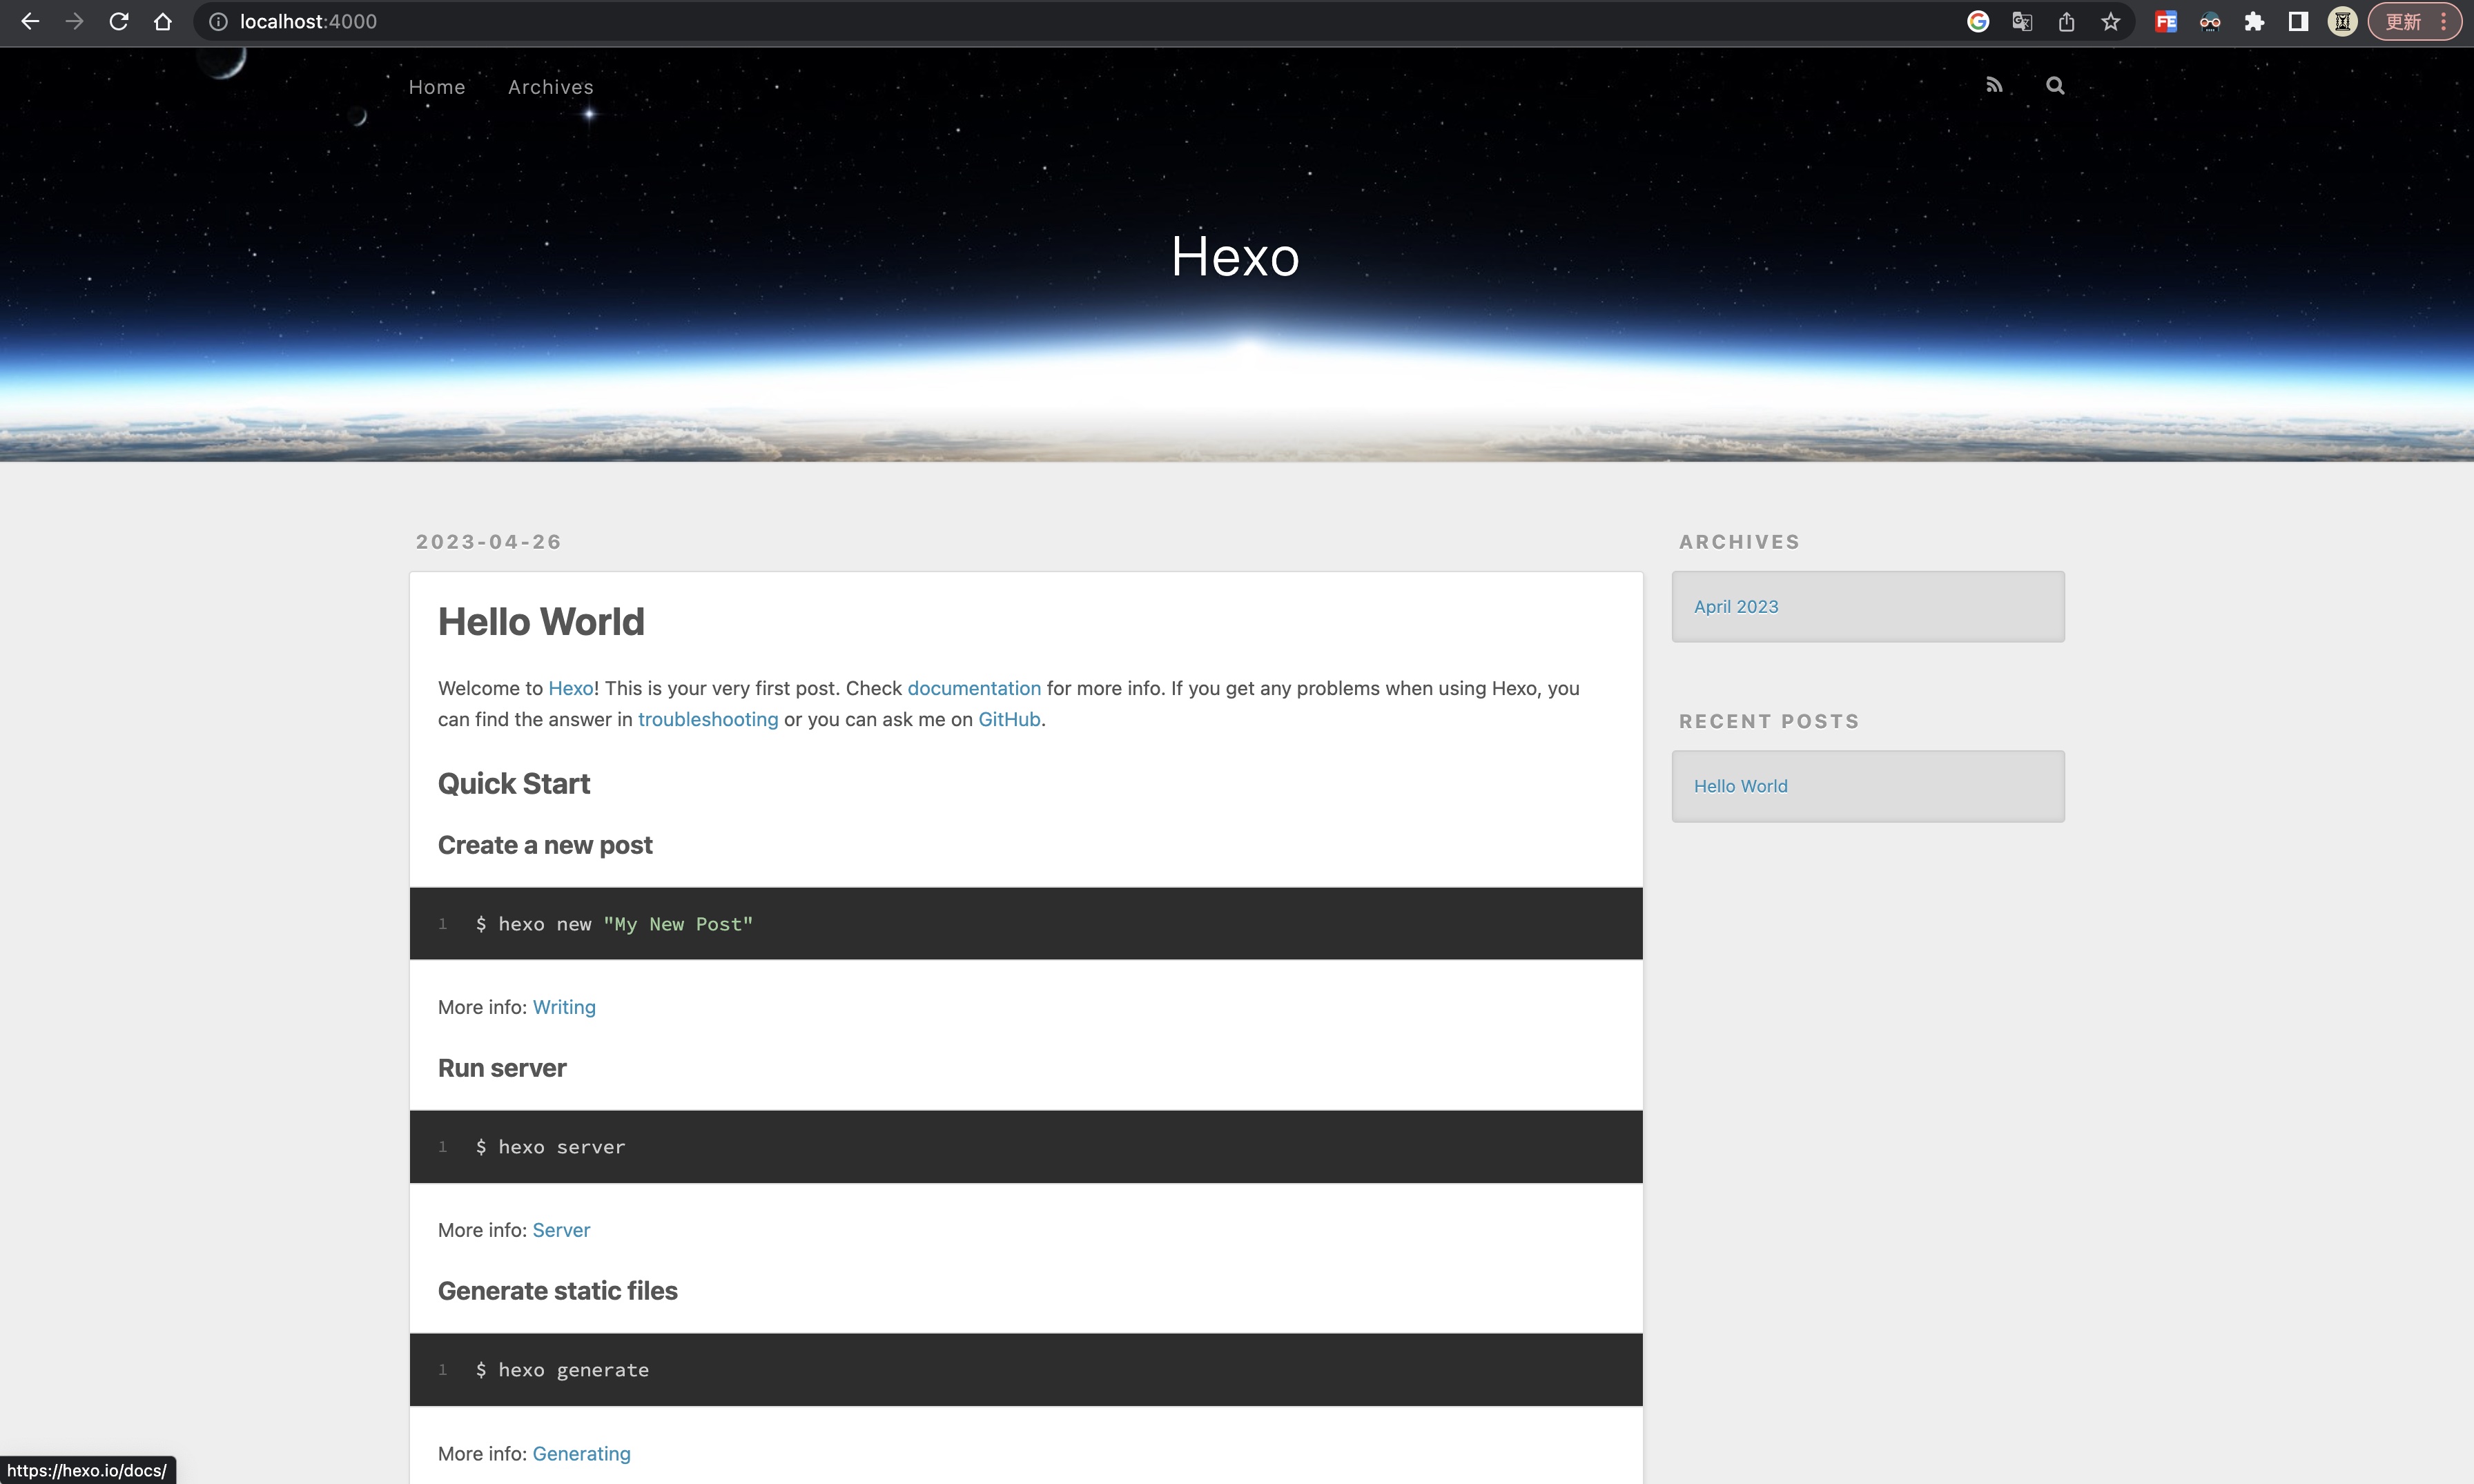 localhost:4000
更新
Home Archives
Hexo
2023-04-26
Hello World
Welcome to Hexo! This is your very first post. Check documentation for more info. If you get any problems when using Hexo, you
can find the answer in troubleshooting or you can ask me on GitHub.
Quick Start
Create a new post
1 $ hexo new "My New Post"
More info: Writing
Run server
1 $ hexo server
More info: Server
Generate static files
1 $ hexo generate
More info: Generating
ARCHIVES
April 2023
RECENT POSTS
Hello World
https://hexo.io/docs/